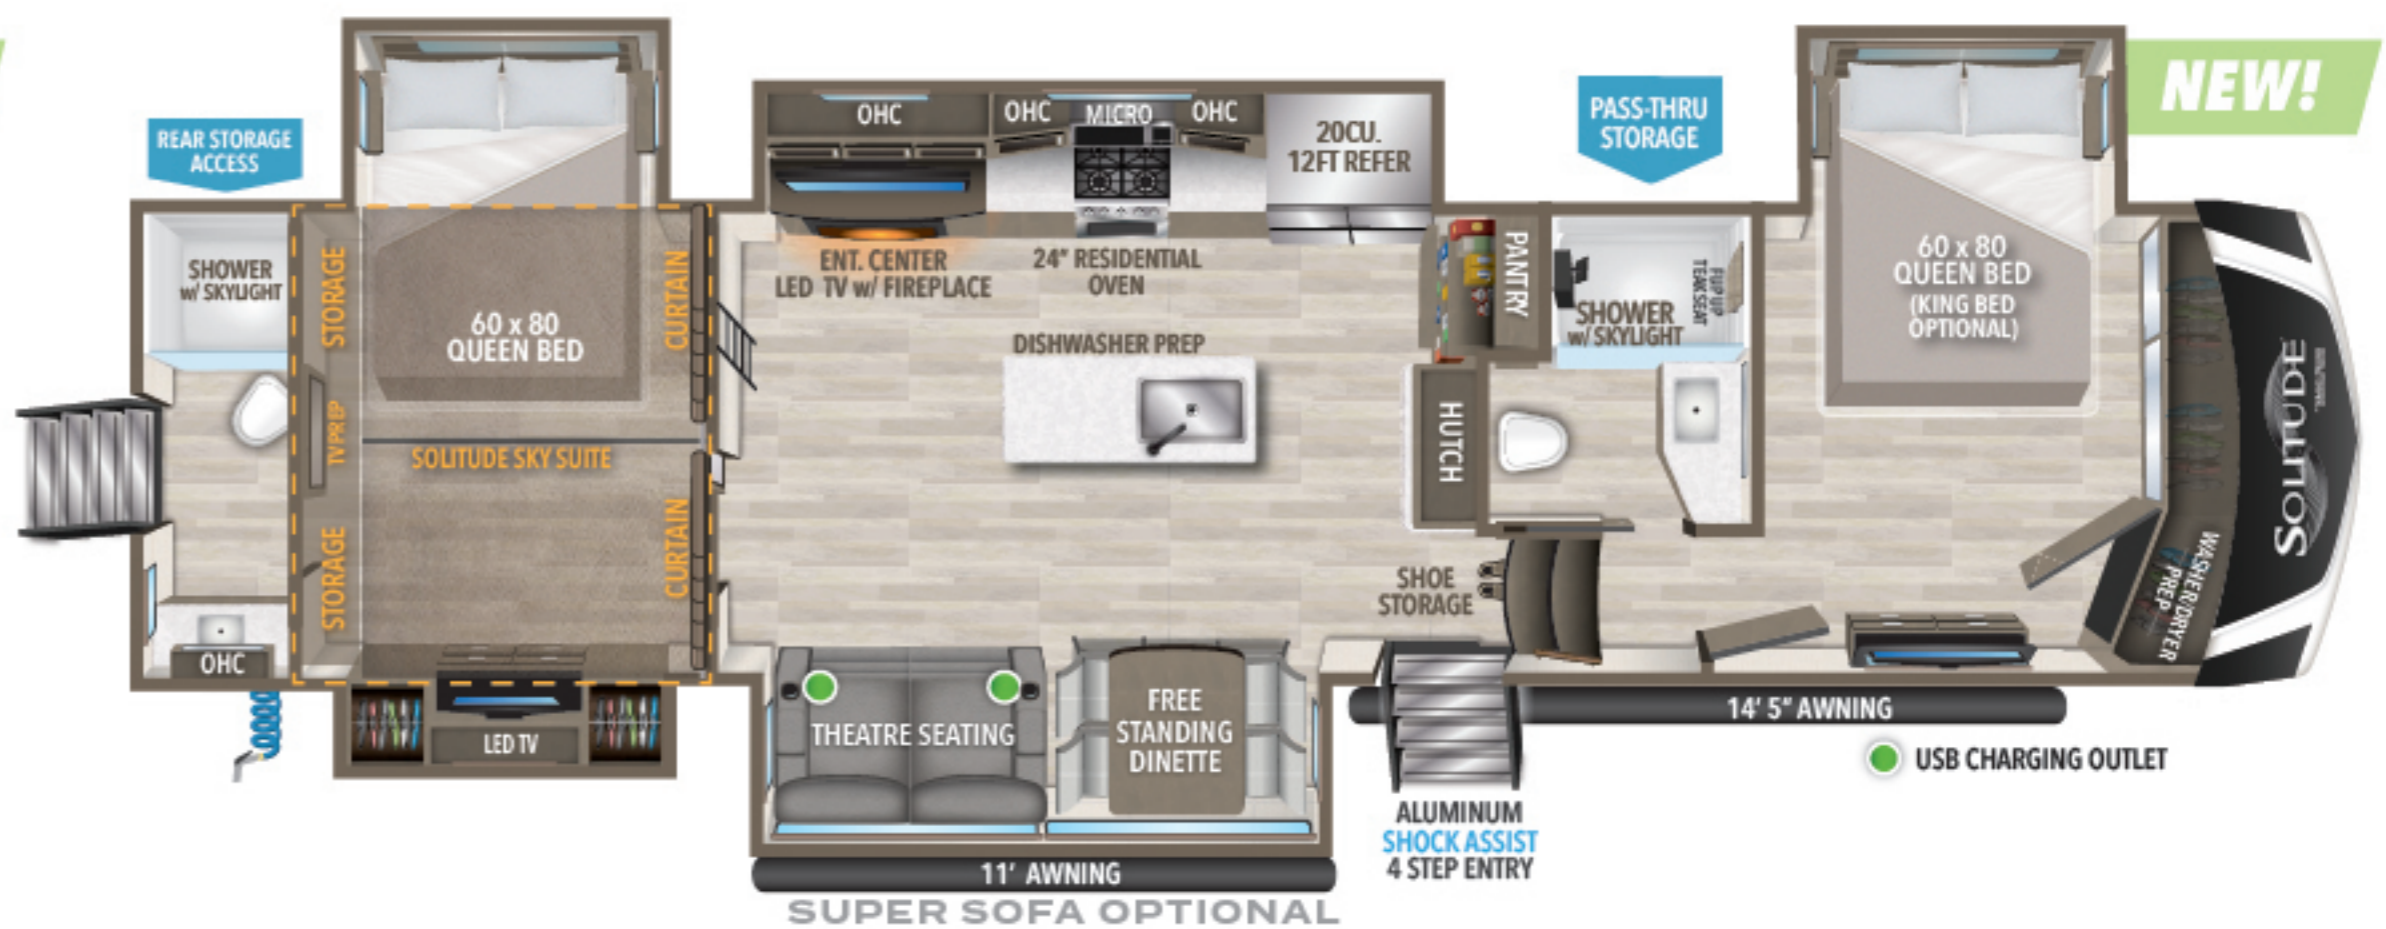 NEW!
REAR STORAGE
ACCESS
PASS-THRU
STORAGE
OHC
OHC
MICRO
OHC
20CU.
12FT REFER
SHOWER
w/ SKYLIGHT
STORAGE
TV PREP
STORAGE
60 x 80
QUEEN BED
SOLITUDE SKY SUITE
CURTAIN
CURTAIN
ENT. CENTER
LED TV w/ FIREPLACE
24" RESIDENTIAL
OVEN
DISHWASHER PREP
PANTRY
HUTCH
SHOWER
w/ SKYLIGHT
FLIP UP
TEAK SEAT
60 x 80
QUEEN BED
(KING BED
OPTIONAL)
SOLITUDE
WASHER/DRYER
PREP
SHOE
STORAGE
OHC
LED TV
THEATRE SEATING
FREE
STANDING
DINETTE
14' 5" AWNING
USB CHARGING OUTLET
ALUMINUM
SHOCK ASSIST
4 STEP ENTRY
11' AWNING
SUPER SOFA OPTIONAL